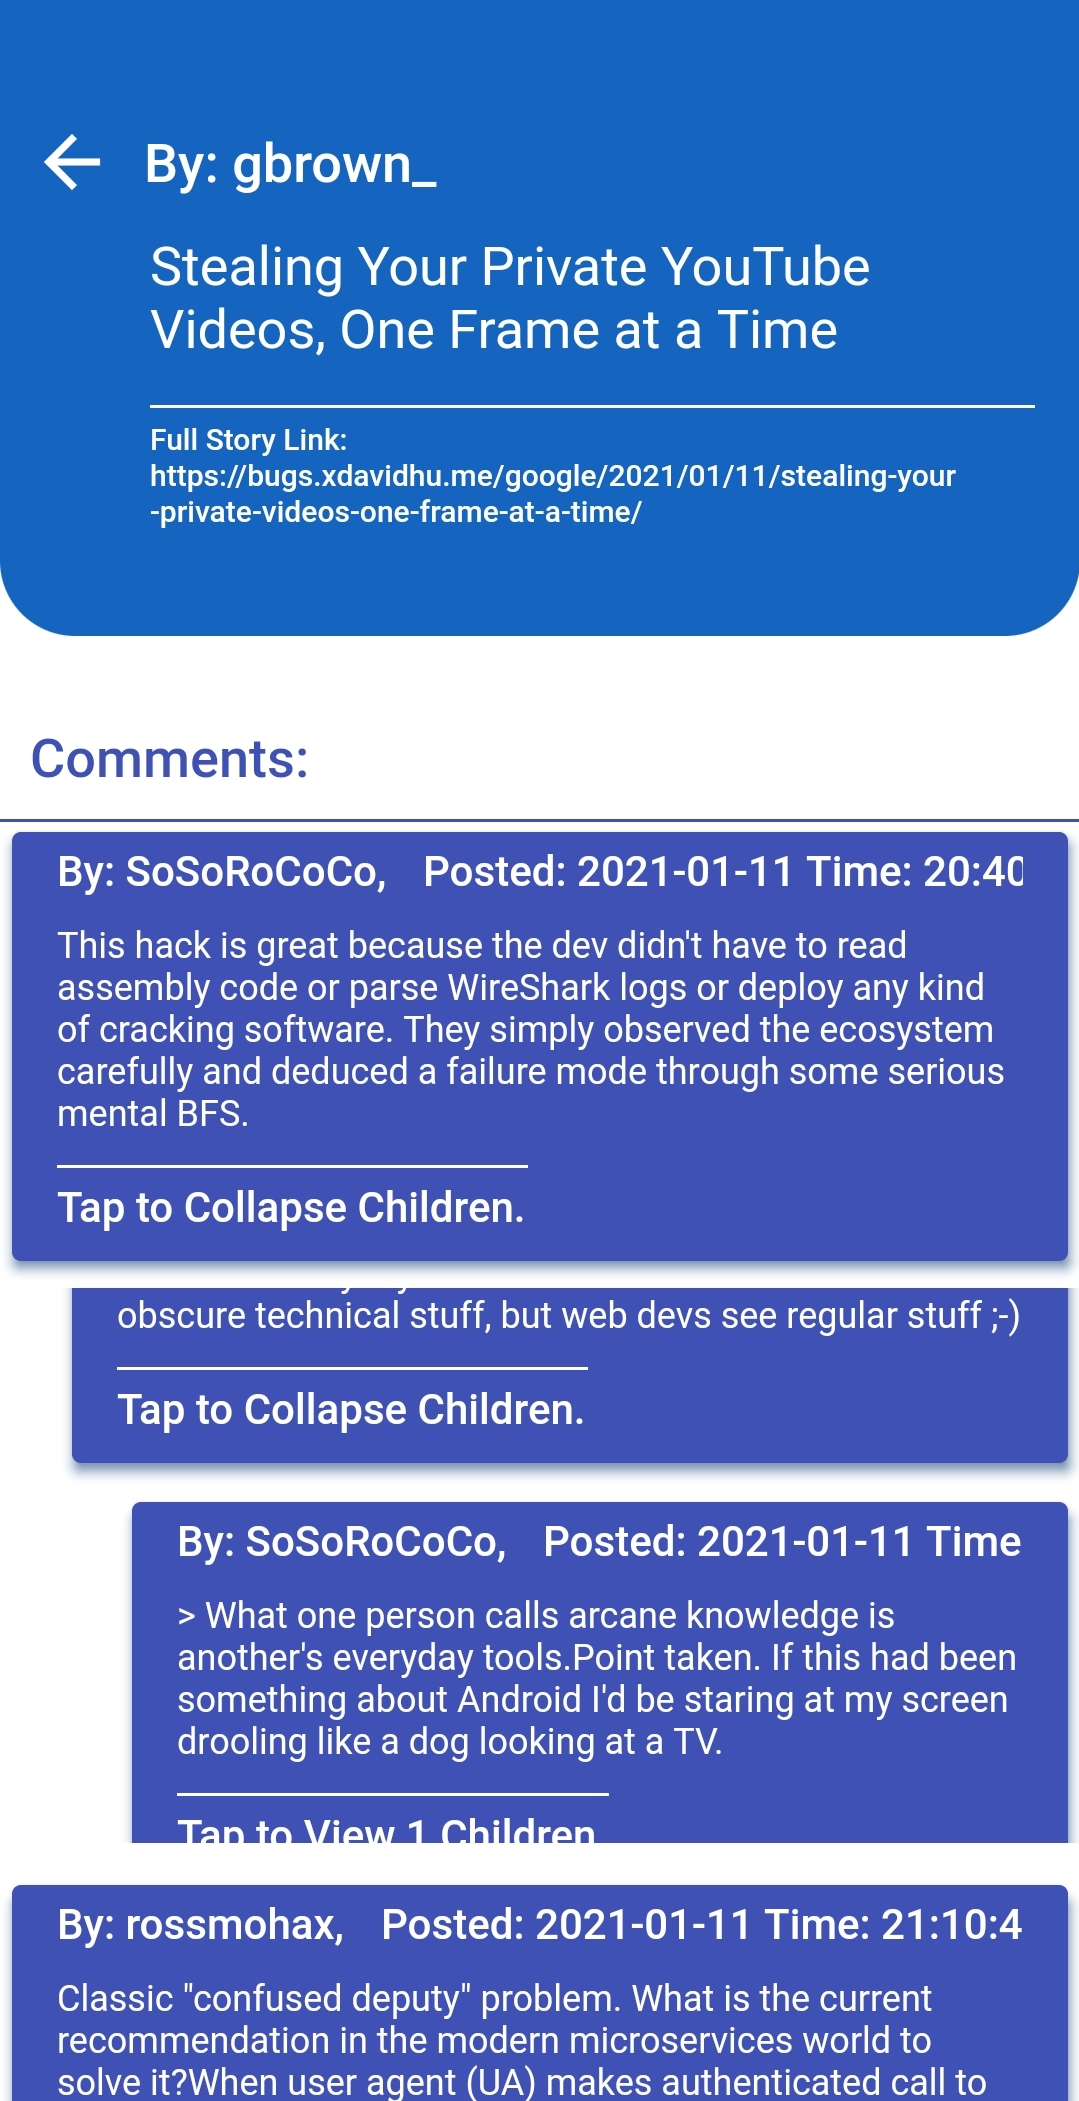 By: gbrown_
Stealing Your Private YouTube
Videos, One Frame at a Time
Full Story Link:
https://bugs.xdavidhu.me/google/2021/01/11/stealing-your
-private-videos-one-frame-at-a-time/
Comments:
By: SoSoRoCoCo, Posted: 2021-01-11 Time: 20:40
This hack is great because the dev didn't have to read
assembly code or parse WireShark logs or deploy any kind
of cracking software. They simply observed the ecosystem
carefully and deduced a failure mode through some serious
mental BFS.
Tap to Collapse Children.
obscure technical stuff, but web devs see regular stuff ;-)
Tap to Collapse Children.
By: SoSoRoCoCo, Posted: 2021-01-11 Time
> What one person calls arcane knowledge is
another's everyday tools.Point taken. If this had been
something about Android I'd be staring at my screen
drooling like a dog looking at a TV.
Tap to View 1 Children
By: rossmohax, Posted: 2021-01-11 Time: 21:10:4
Classic "confused deputy" problem. What is the current
recommendation in the modern microservices world to
solve it?When user agent (UA) makes authenticated call to